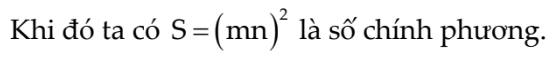 Khi đó ta có S = (mn)² là số chính phương.